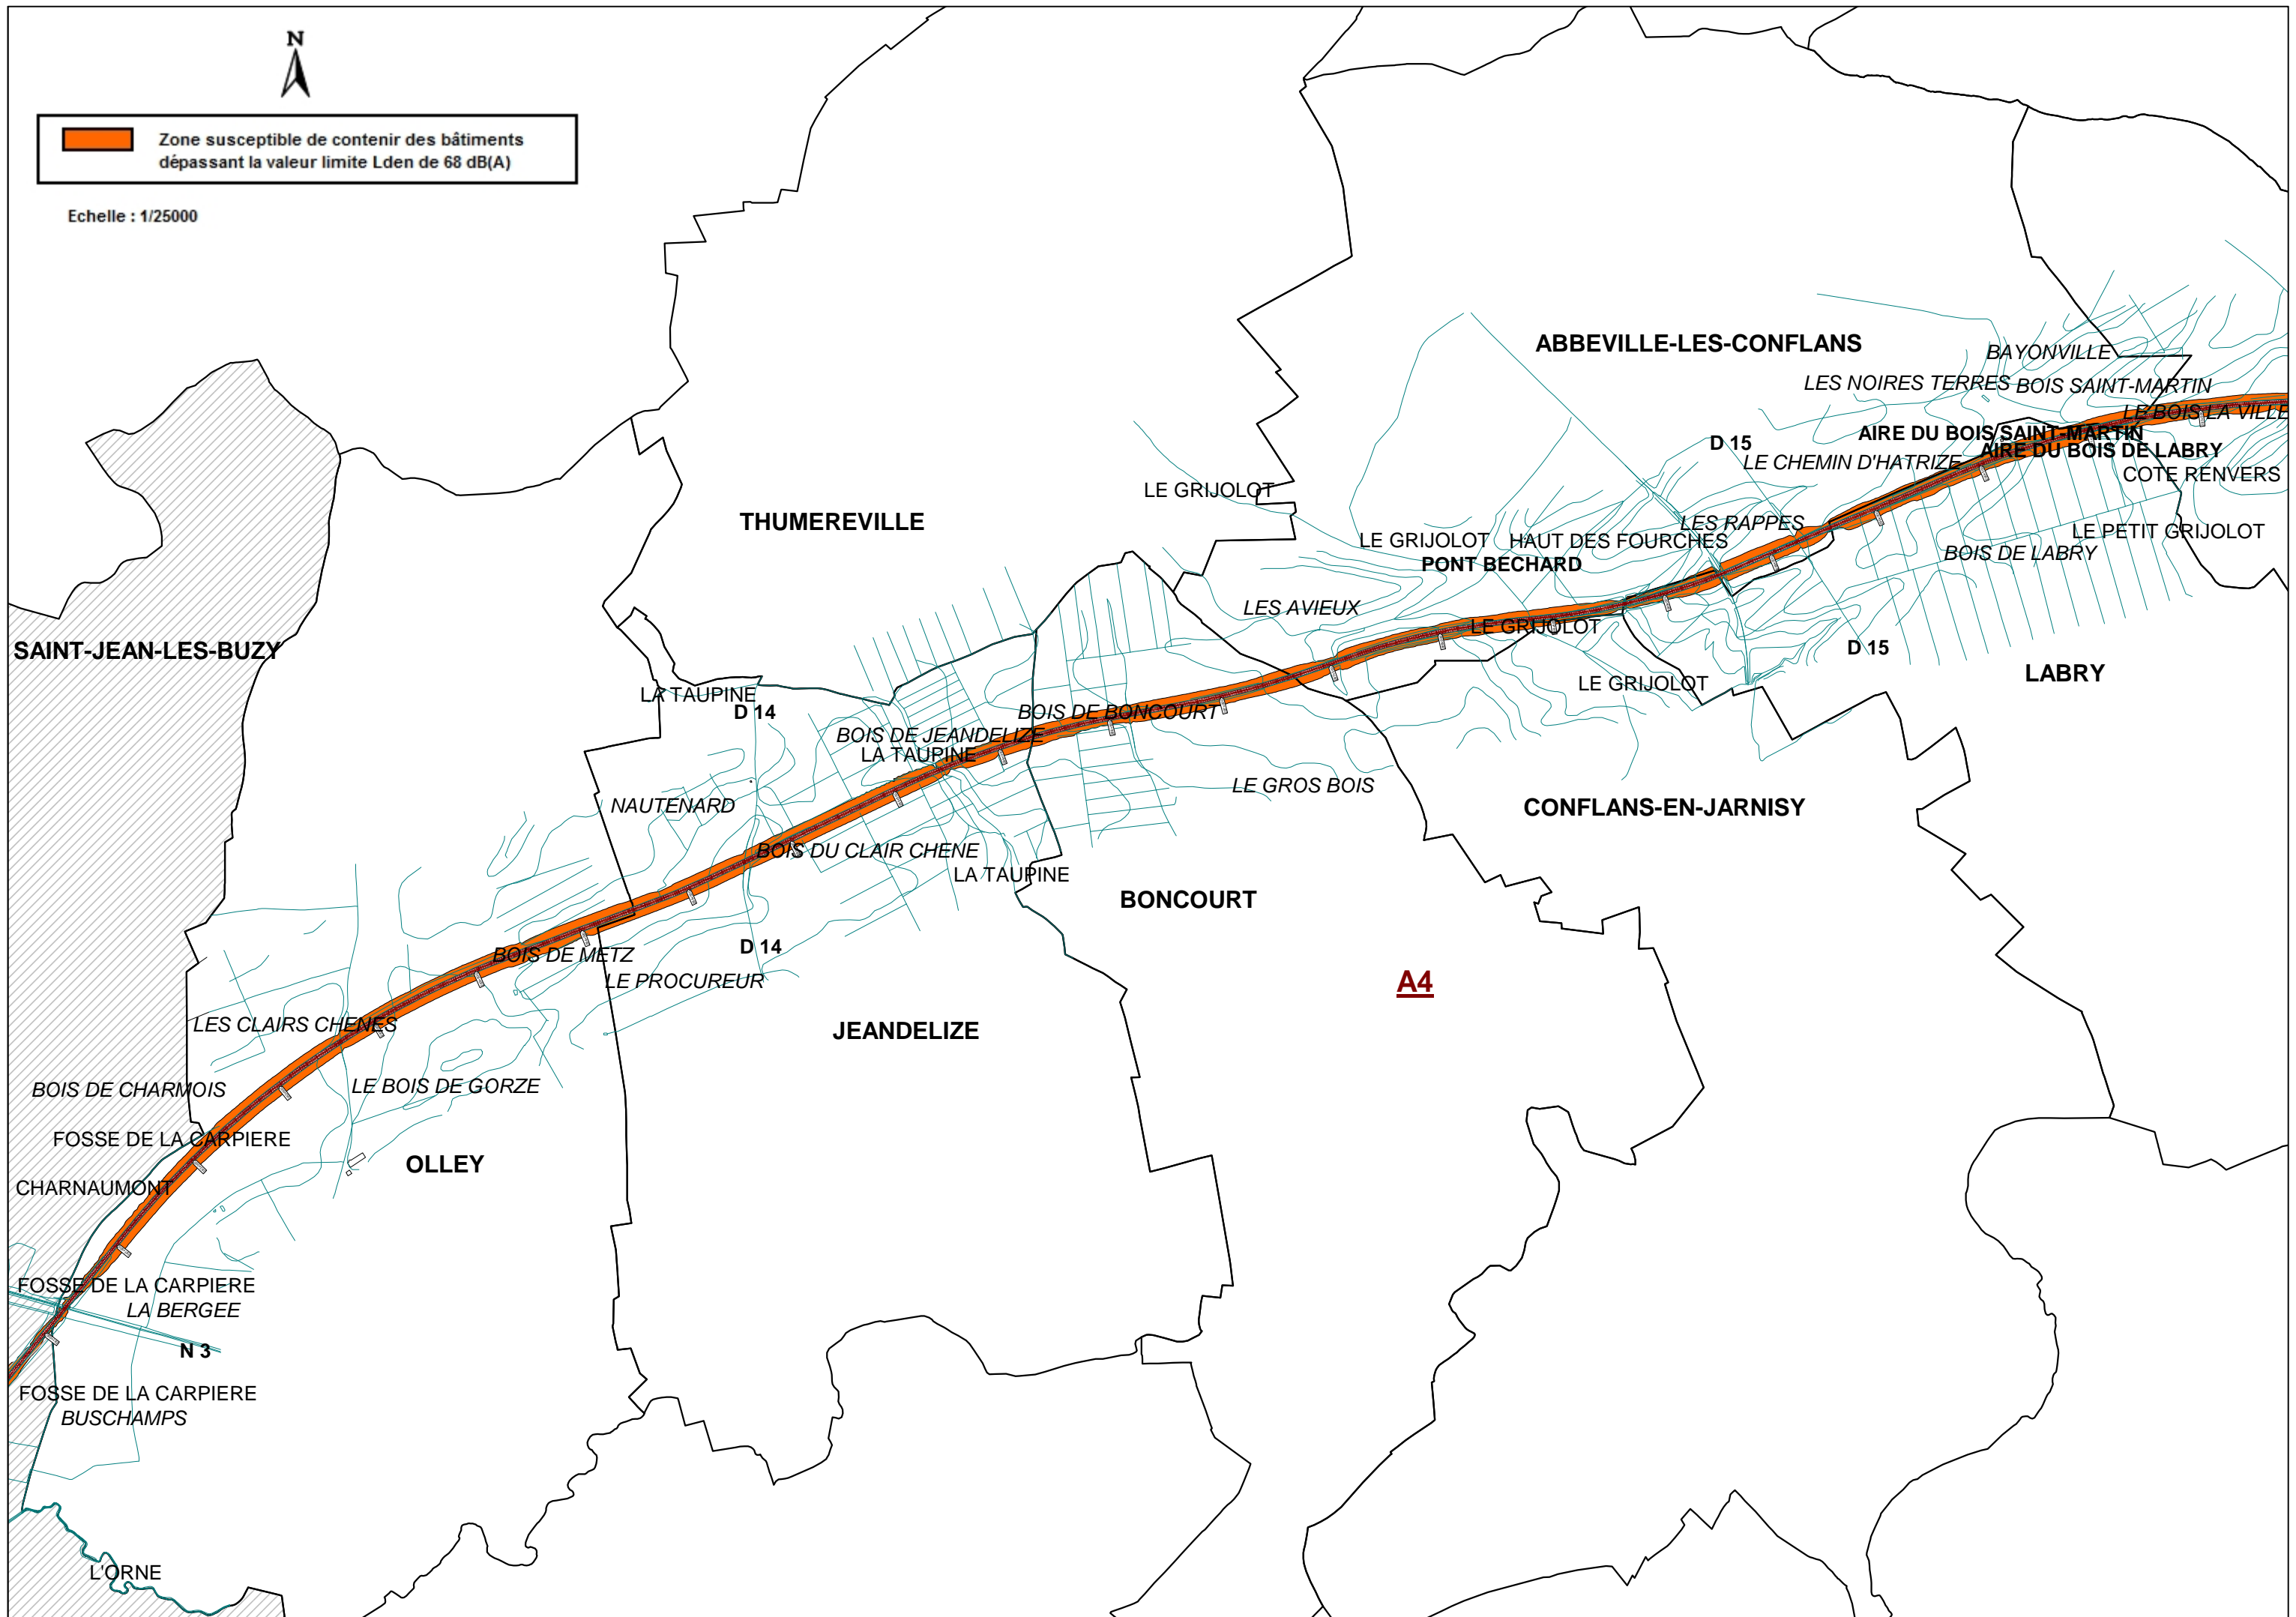 N
Zone susceptible de contenir des bâtiments
dépassant la valeur limite Lden de 68 dB(A)
Echelle : 1/25000
ABBEVILLE-LES-CONFLANS
BAYONVILLE
LES NOIRES TERRES
BOIS SAINT-MARTIN
LE BOIS LA VILLE
AIRE DU BOIS SAINT-MARTIN
D 15
AIRE DU BOIS DE LABRY
LE CHEMIN D'HATRIZE
COTE RENVERS
LE GRIJOLOT
THUMEREVILLE
LES RAPPES
LE PETIT GRIJOLOT
LE GRIJOLOT
HAUT DES FOURCHES
BOIS DE LABRY
PONT BECHARD
LES AVIEUX
LE GRIJOLOT
SAINT-JEAN-LES-BUZY
D 15
LABRY
LE GRIJOLOT
LA TAUPINE
D 14
BOIS DE BONCOURT
BOIS DE JEANDELIZE
LA TAUPINE
LE GROS BOIS
NAUTENARD
CONFLANS-EN-JARNISY
BOIS DU CLAIR CHENE
LA TAUPINE
BONCOURT
D 14
BOIS DE METZ
LE PROCUREUR
A4
LES CLAIRS CHENES
JEANDELIZE
BOIS DE CHARMOIS
LE BOIS DE GORZE
FOSSE DE LA CARPIERE
OLLEY
CHARNAUMONT
FOSSE DE LA CARPIERE
LA BERGEE
N 3
FOSSE DE LA CARPIERE
BUSCHAMPS
L'ORNE